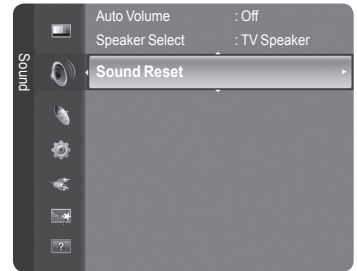 Auto Volume : Off
Speaker Select : TV Speaker
Sound
Sound Reset
?